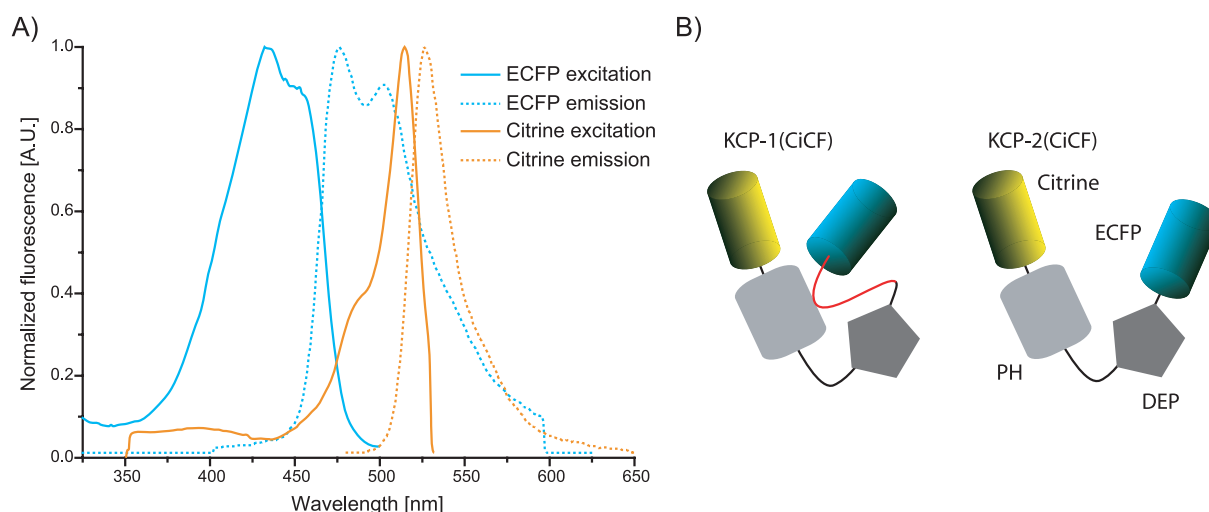 A)
Normalized fluorescence [A.U.]
1.0
0.8
0.6
0.4
0.2
0.0
350
400
450
500
550
600
650
Wavelength [nm]
ECFP excitation
ECFP emission
Citrine excitation
Citrine emission
B)
KCP-1(CiCF)
KCP-2(CiCF)
Citrine
ECFP
PH
DEP